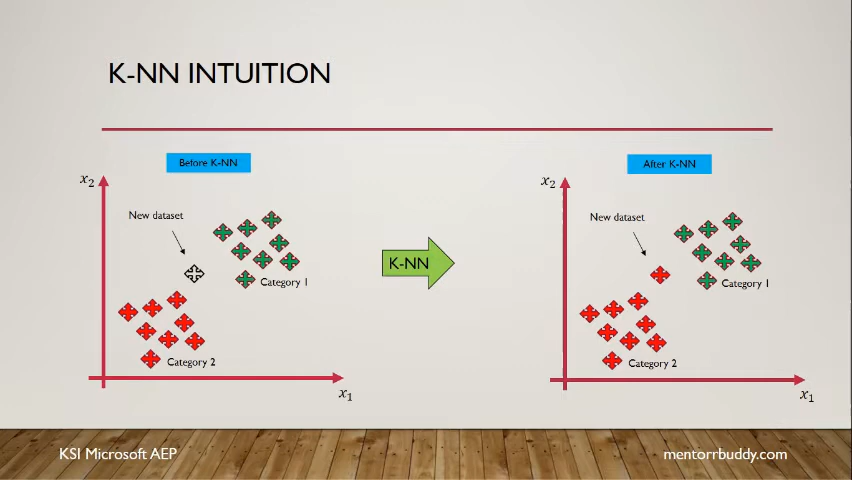 K-NN INTUITION
Before K-NN
After K-NN
x₂
New dataset
Category 1
Category 2
x₁
K-NN
x₂
New dataset
Category 1
Category 2
x₁
KSI Microsoft AEP
mentorrbuddy.com